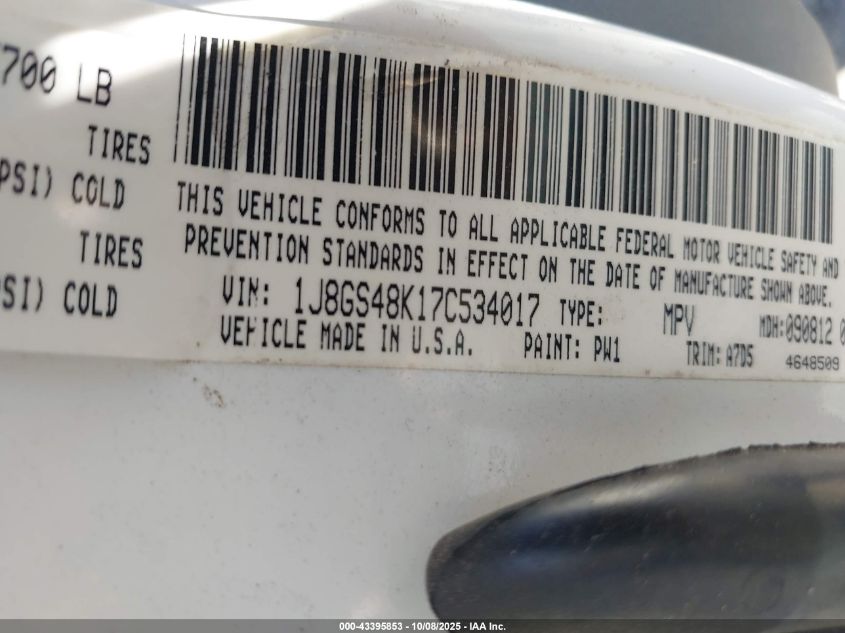 700 LB
TIRES
PSI) COLD
TIRES
PSI) COLD
THIS VEHICLE CONFORMS TO ALL APPLICABLE FEDERAL MOTOR VEHICLE SAFETY AND
PREVENTION STANDARDS IN EFFECT ON THE DATE OF MANUFACTURE SHOWN ABOVE.
VIN: 1J8GS48K17C534017 TYPE: MPV MDH:090812 0
VEHICLE MADE IN U.S.A. PAINT: PW1 TRIM: A7D5 4648509
000-43395853 | 10/08/2025 - IAA Inc.